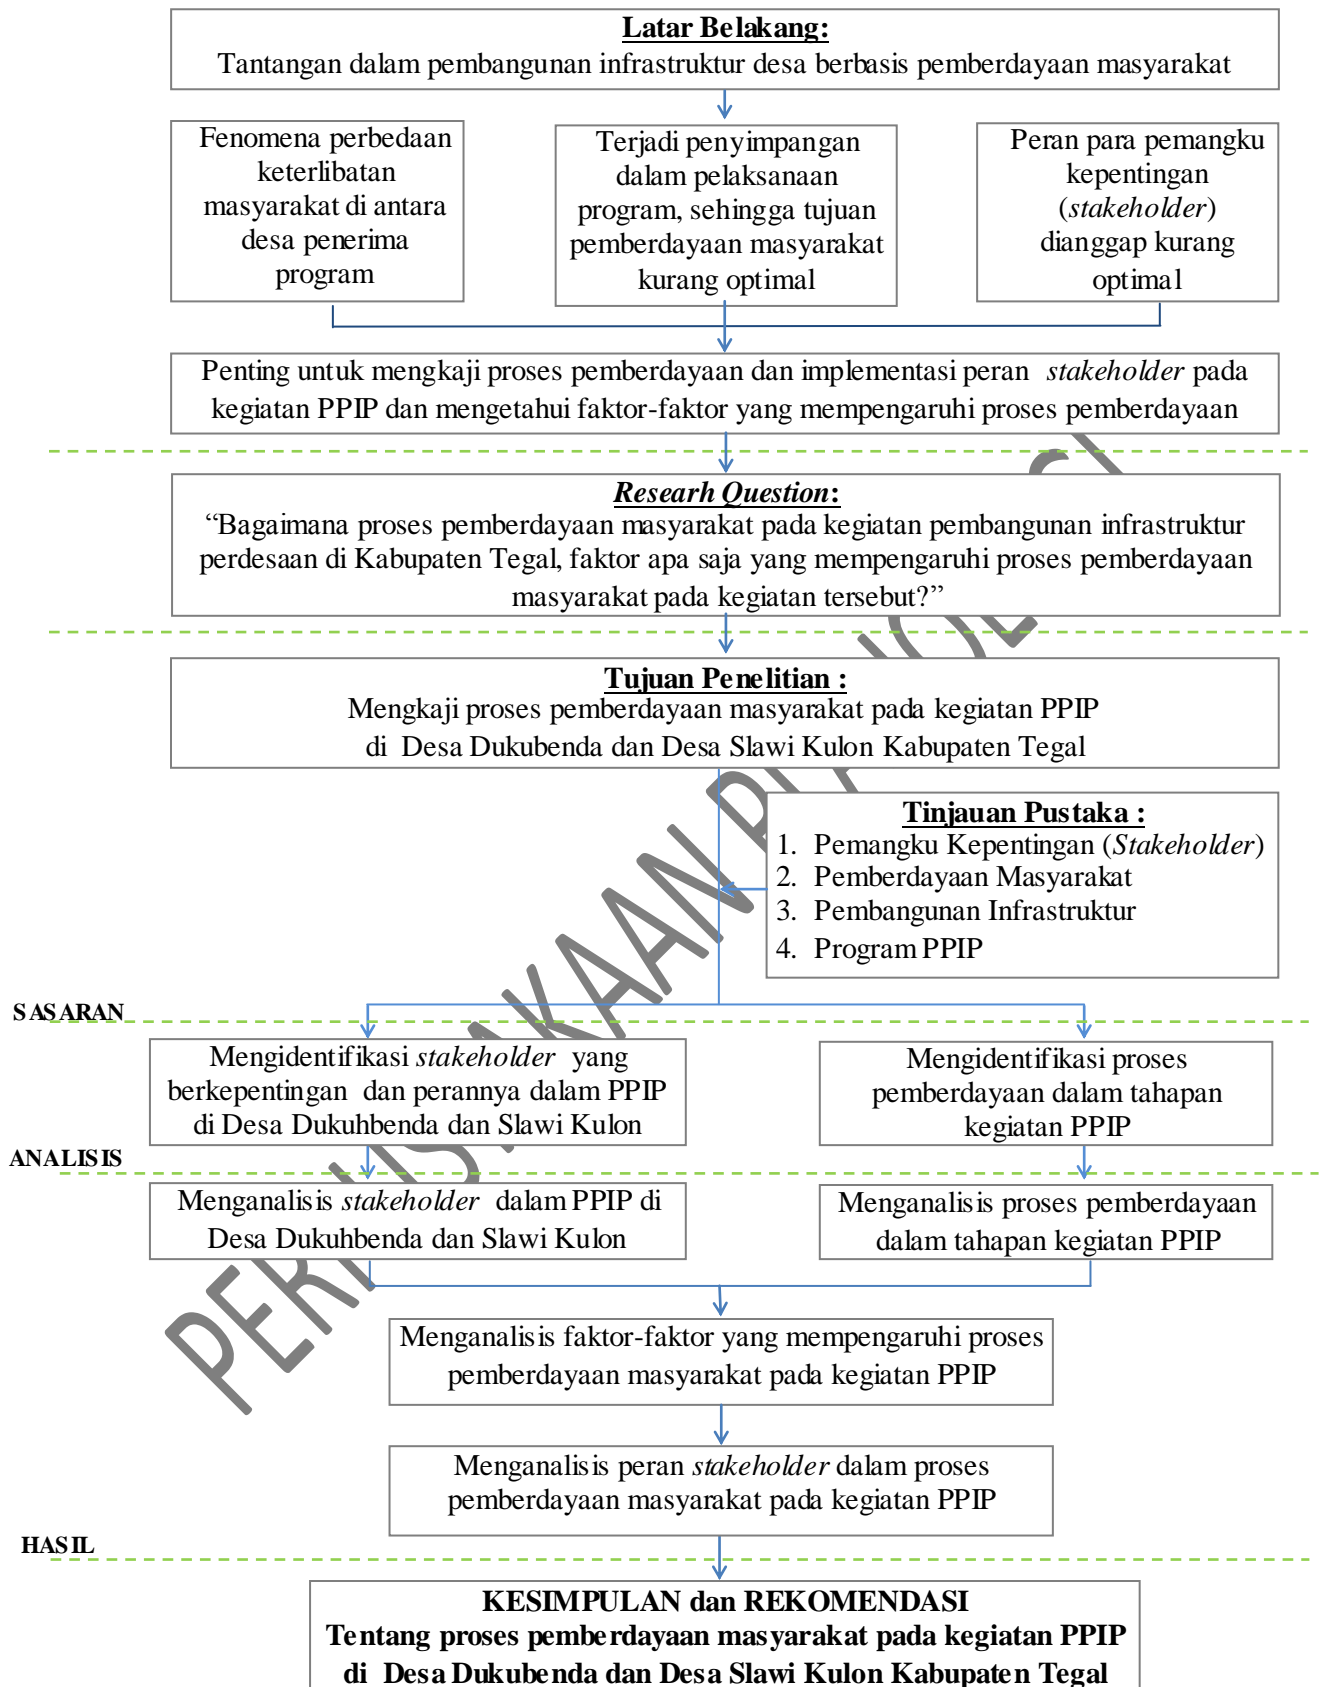 Latar Belakang:
Tantangan dalam pembangunan infrastruktur desa berbasis pemberdayaan masyarakat
Fenomena perbedaan
keterlibatan
masyarakat di antara
desa penerima
program
Terjadi penyimpangan
dalam pelaksanaan
program, sehingga tujuan
pemberdayaan masyarakat
kurang optimal
Peran para pemangku
kepentingan
(stakeholder)
dianggap kurang
optimal
Penting untuk mengkaji proses pemberdayaan dan implementasi peran stakeholder pada
kegiatan PPIP dan mengetahui faktor-faktor yang mempengaruhi proses pemberdayaan
Researh Question:
“Bagaimana proses pemberdayaan masyarakat pada kegiatan pembangunan infrastruktur
perdesaan di Kabupaten Tegal, faktor apa saja yang mempengaruhi proses pemberdayaan
masyarakat pada kegiatan tersebut?”
Tujuan Penelitian :
Mengkaji proses pemberdayaan masyarakat pada kegiatan PPIP
di Desa Dukubenda dan Desa Slawi Kulon Kabupaten Tegal
Tinjauan Pustaka :
1. Pemangku Kepentingan (Stakeholder)
2. Pemberdayaan Masyarakat
3. Pembangunan Infrastruktur
4. Program PPIP
SASARAN
Mengidentifikasi stakeholder yang
berkepentingan dan perannya dalam PPIP
di Desa Dukuhbenda dan Slawi Kulon
Mengidentifikasi proses
pemberdayaan dalam tahapan
kegiatan PPIP
ANALISIS
Menganalisis stakeholder dalam PPIP di
Desa Dukuhbenda dan Slawi Kulon
Menganalisis proses pemberdayaan
dalam tahapan kegiatan PPIP
Menganalisis faktor-faktor yang mempengaruhi proses
pemberdayaan masyarakat pada kegiatan PPIP
Menganalisis peran stakeholder dalam proses
pemberdayaan masyarakat pada kegiatan PPIP
HASIL
KESIMPULAN dan REKOMENDASI
Tentang proses pemberdayaan masyarakat pada kegiatan PPIP
di Desa Dukubenda dan Desa Slawi Kulon Kabupaten Tegal